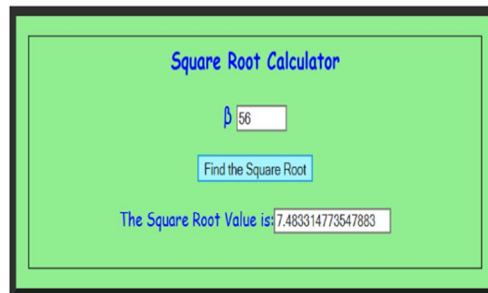 Square Root Calculator
β 56
Find the Square Root
The Square Root Value is:7.483314773547883